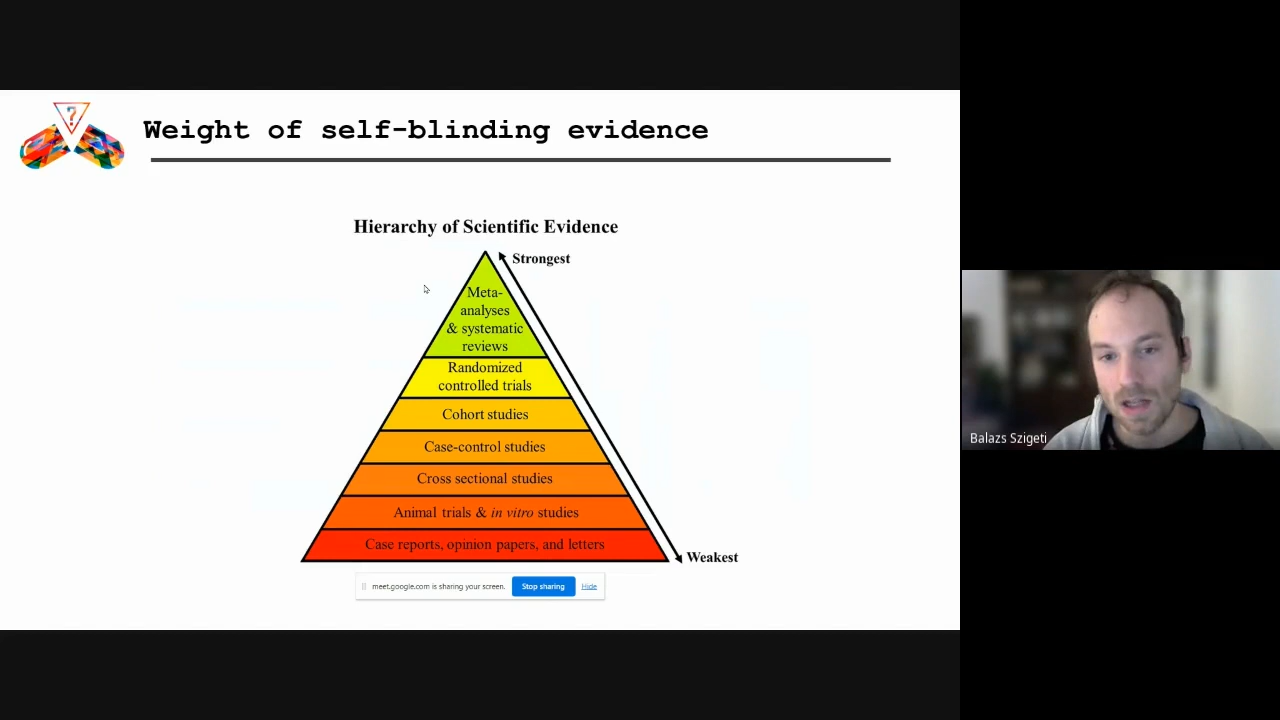 ?
Weight of self-blinding evidence
Hierarchy of Scientific Evidence
Strongest
Meta-
analyses
& systematic
reviews
Randomized
controlled trials
Cohort studies
Case-control studies
Cross sectional studies
Animal trials & in vitro studies
Case reports, opinion papers, and letters
Weakest
meet.google.com is sharing your screen. Stop sharing Hide
Balazs Szigeti